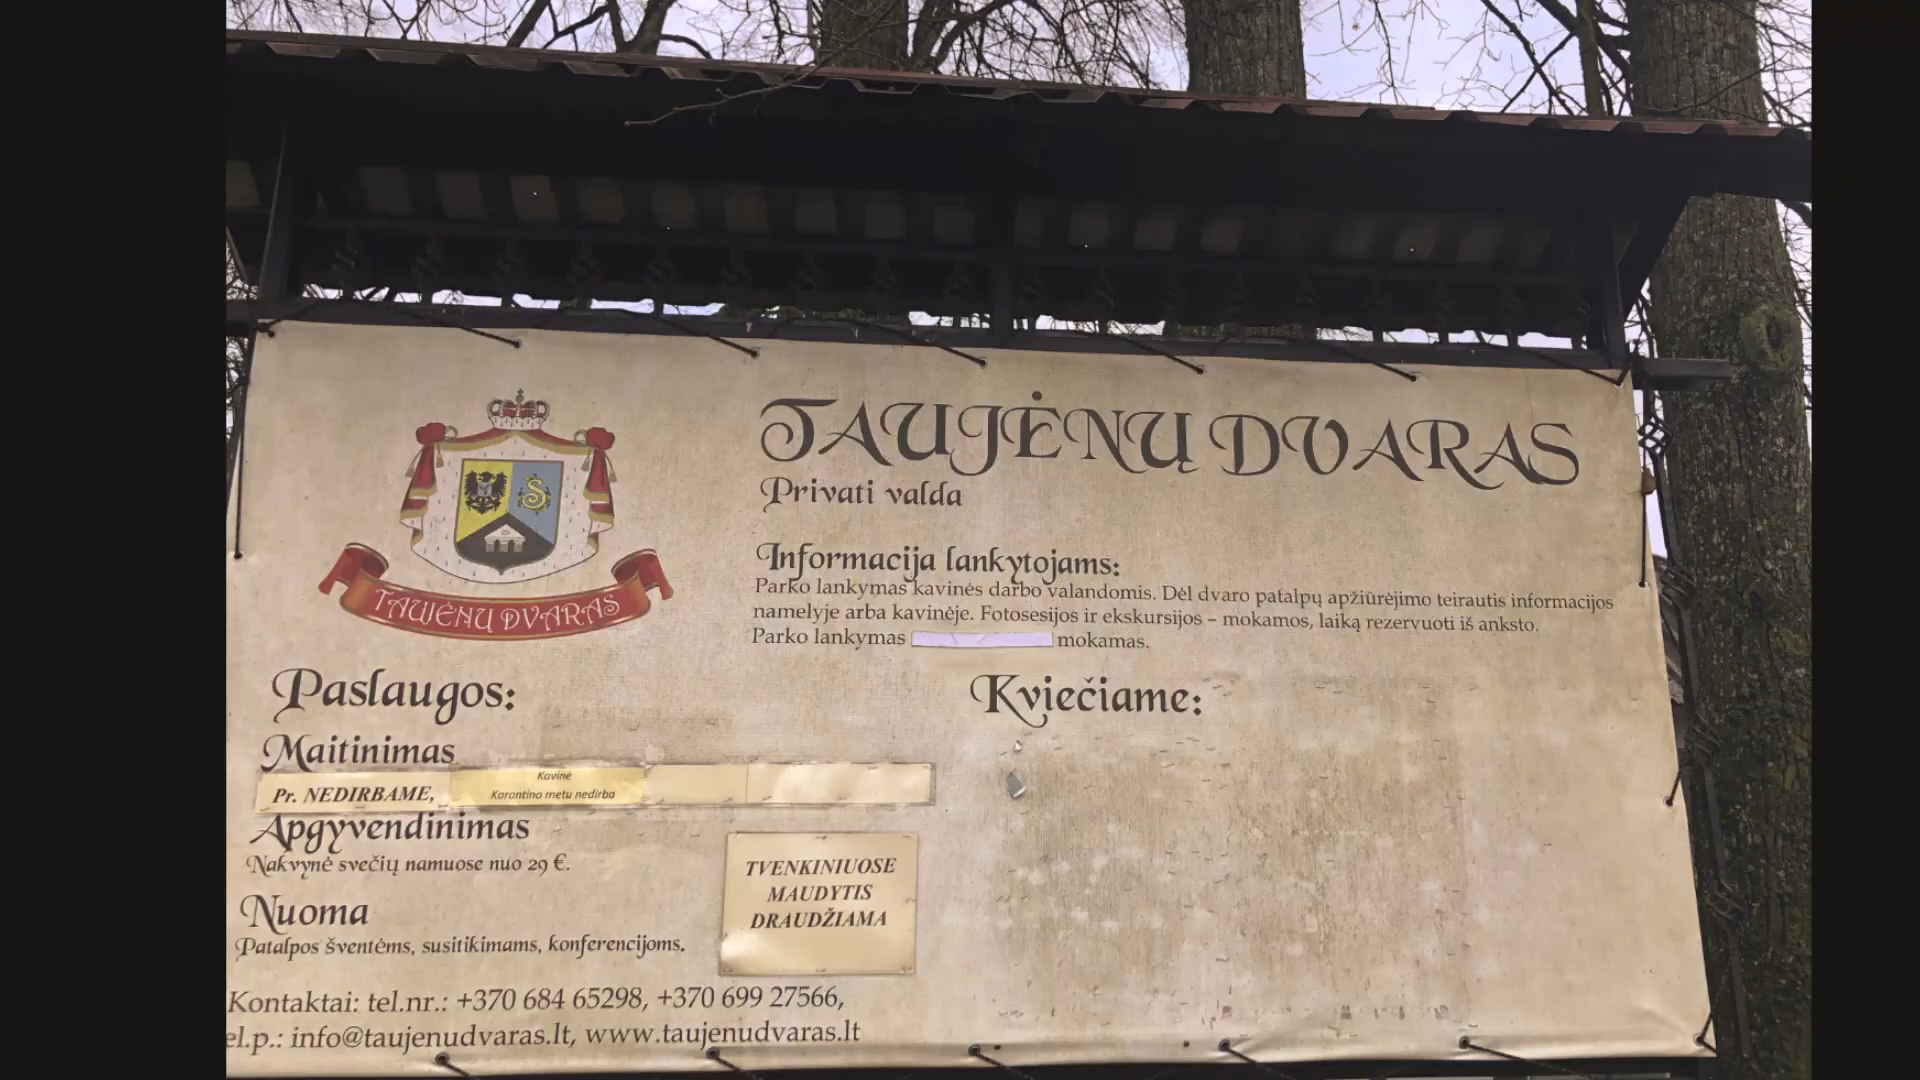 TAUJĖNŲ DVARAS
Privati valda
S
TAUJĖNŲ DVARAS
Informacija lankytojams:
Parko lankymas kavinės darbo valandomis. Dėl dvaro patalpų apžiūrėjimo teirautis informacijos
namelyje arba kavinėje. Fotosesijos ir ekskursijos – mokamos, laiką rezervuoti iš anksto.
Parko lankymas mokamas.
Paslaugos:
Maitinimas
Pr. NEDIRBAME,
Kavinė
Karantino metu nedirba
Apgyvendinimas
Nakvynė svečių namuose nuo 29 €.
Nuoma
Patalpos šventėms, susitikimams, konferencijoms.
TVENKINIUOSE
MAUDYTIS
DRAUDŽIAMA
Kontaktai: tel.nr.: +370 684 65298, +370 699 27566,
el.p.: info@taujenudvaras.lt, www.taujenudvaras.lt
Kviečiame: